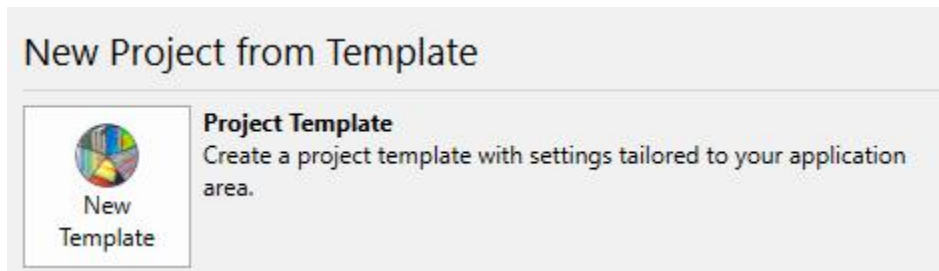 New Project from Template
Project Template
Create a project template with settings tailored to your application
area.
New
Template